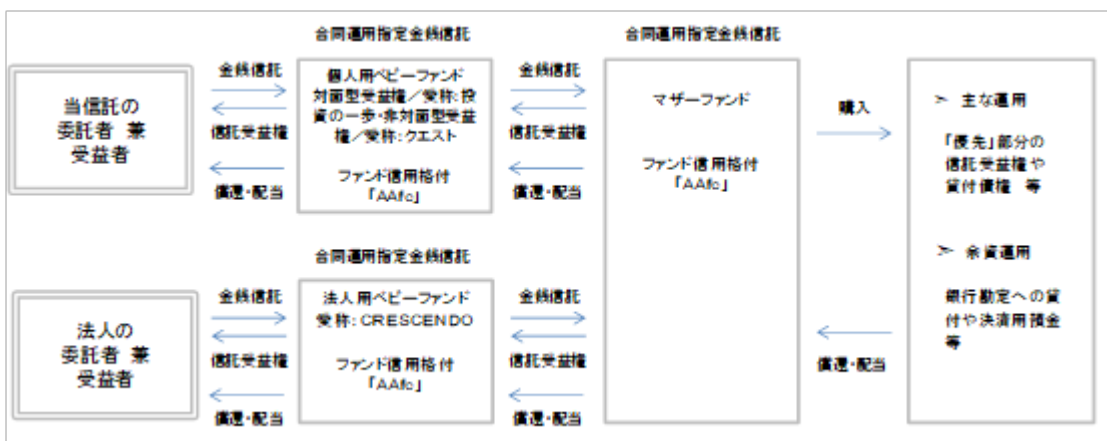 合同運用指定金銭信託
合同運用指定金銭信託
当信託の
委託者 兼
受益者
金銭信託
信託受益権
償還・配当
個人用ベビーファンド
対面型受益権／愛称：投
資の一歩・非対面型受益
権／愛称：クエスト
ファンド信用格付
「AAfc」
金銭信託
信託受益権
償還・配当
マザーファンド
ファンド信用格付
「AAfc」
購入
償還・配当
➢ 主な運用
「優先」部分の
信託受益権や
貸付債権 等
➢ 余資運用
銀行勘定への貸
付や決済用預金
等
合同運用指定金銭信託
法人の
委託者 兼
受益者
金銭信託
信託受益権
償還・配当
法人用ベビーファンド
愛称：CRESCENDO
ファンド信用格付
「AAfc」
金銭信託
信託受益権
償還・配当